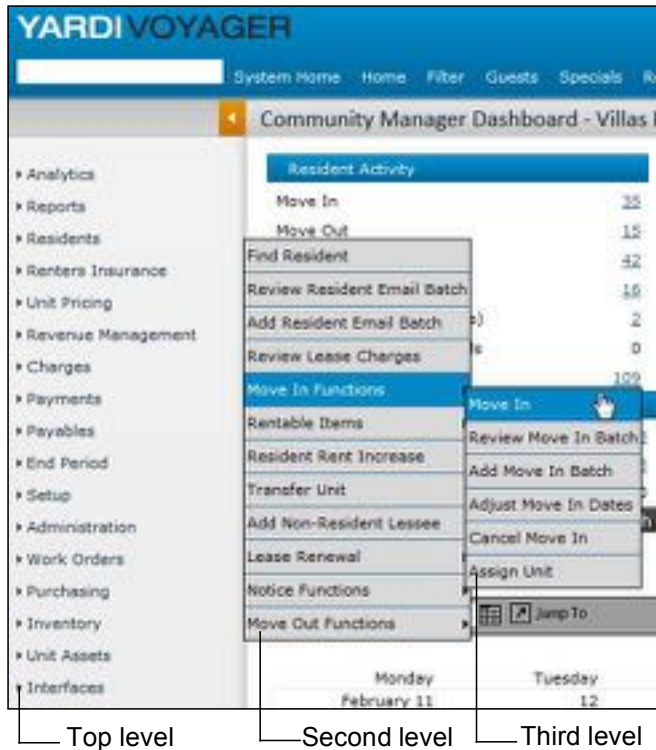 YARDI VOYAGER
System Home Home Filter Guests Specials
Community Manager Dashboard - Villas
Analytics
Reports
Residents
Renters Insurance
Unit Pricing
Revenue Management
Charges
Payments
Payables
End Period
Setup
Administration
Work Orders
Purchasing
Inventory
Unit Assets
Interfaces
Resident Activity
Move In 35
Move Out 15
42
16
2
0
109
Find Resident
Review Resident Email Batch
Add Resident Email Batch
Review Lease Charges
Move In Functions
Rentable Items
Resident Rent Increase
Transfer Unit
Add Non-Resident Lessee
Lease Renewal
Notice Functions
Move Out Functions
Move In
Review Move In Batch
Add Move In Batch
Adjust Move In Dates
Cancel Move In
Assign Unit
Jump To
Monday Tuesday
February 11 12
Top level Second level Third level